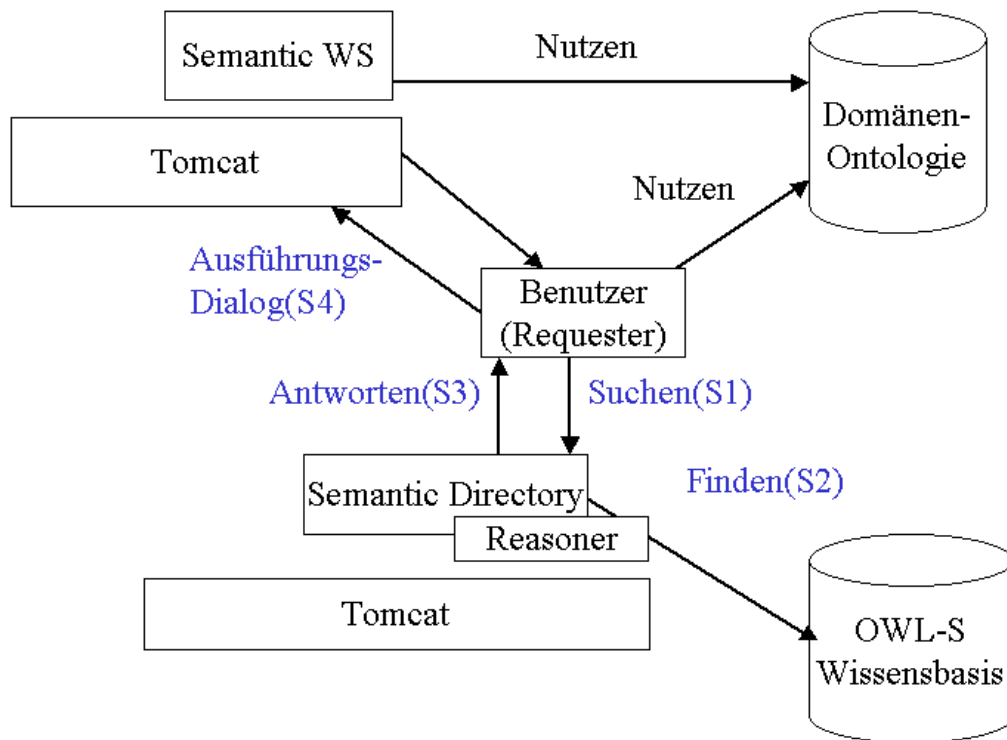 Semantic WS
Nutzen
Domänen-
Ontologie
Tomcat
Nutzen
Ausführungs-
Dialog(S4)
Benutzer
(Requester)
Antworten(S3)
Suchen(S1)
Semantic Directory
Finden(S2)
Reasoner
Tomcat
OWL-S
Wissensbasis